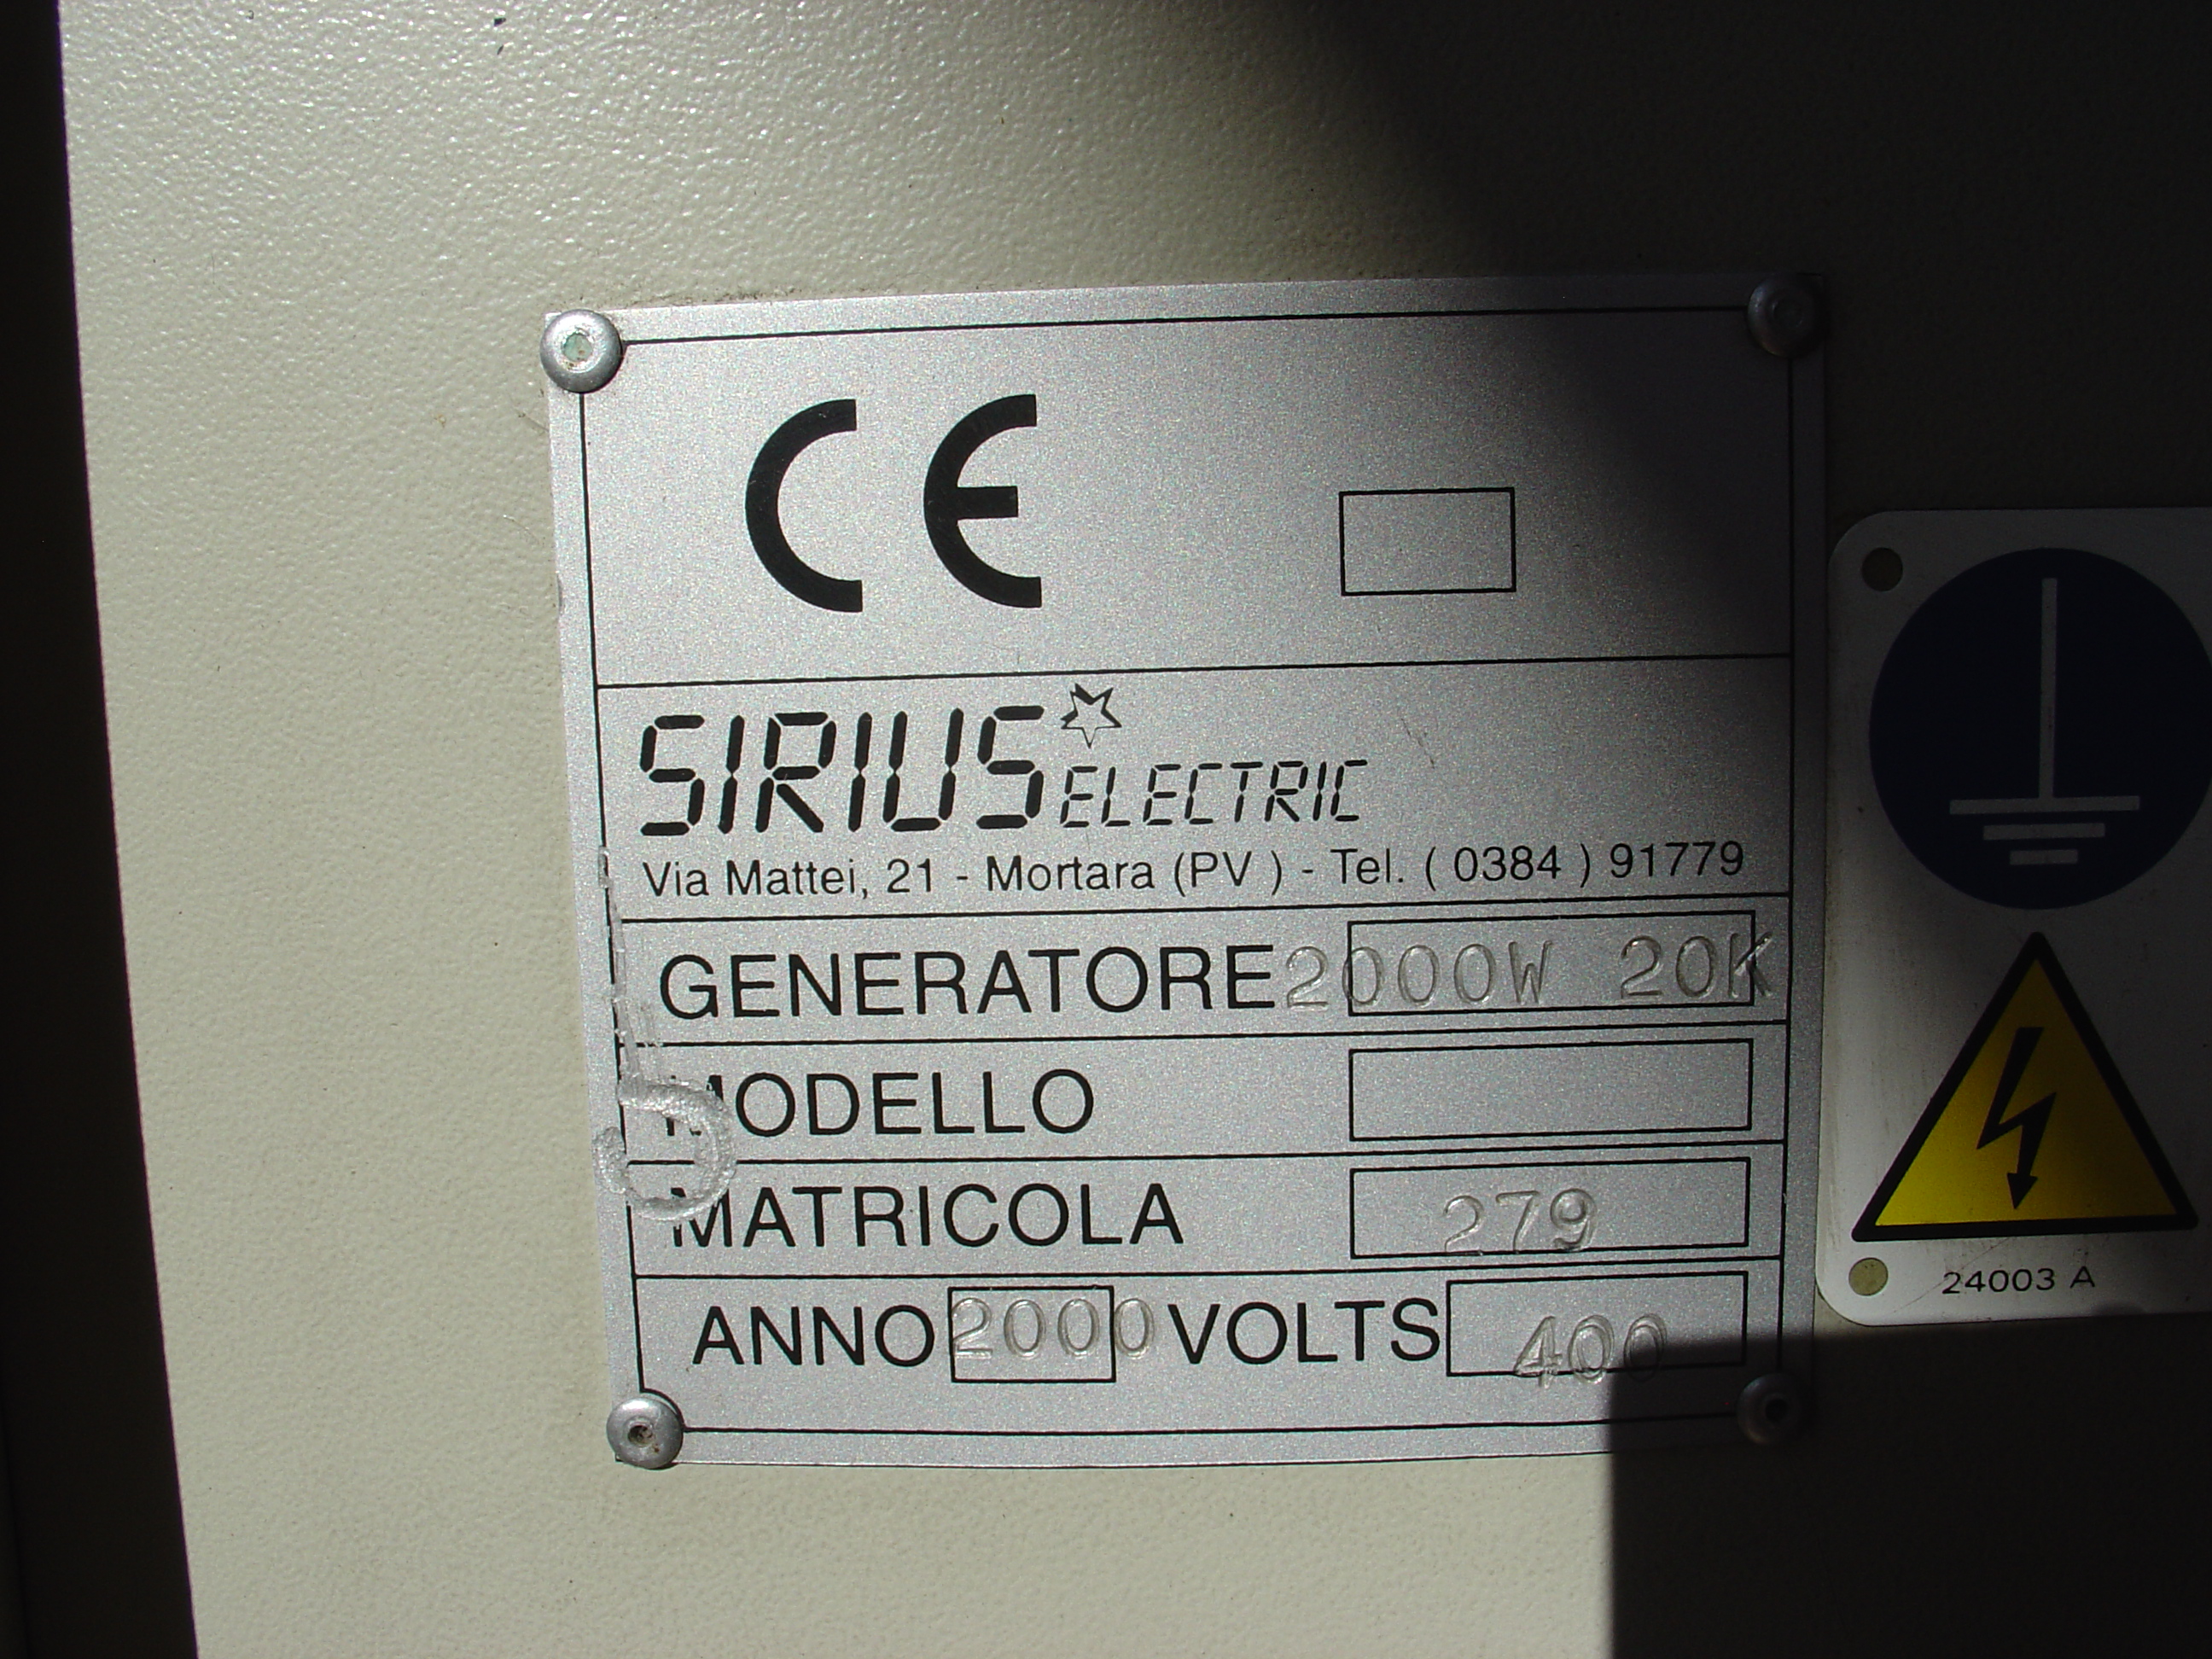 CE
SIRIUS ELECTRIC
Via Mattei, 21 - Mortara (PV ) - Tel. ( 0384 ) 91779
GENERATORE 2000W 20K
MODELLO
MATRICOLA 279
ANNO 2000 VOLTS 400
24003 A